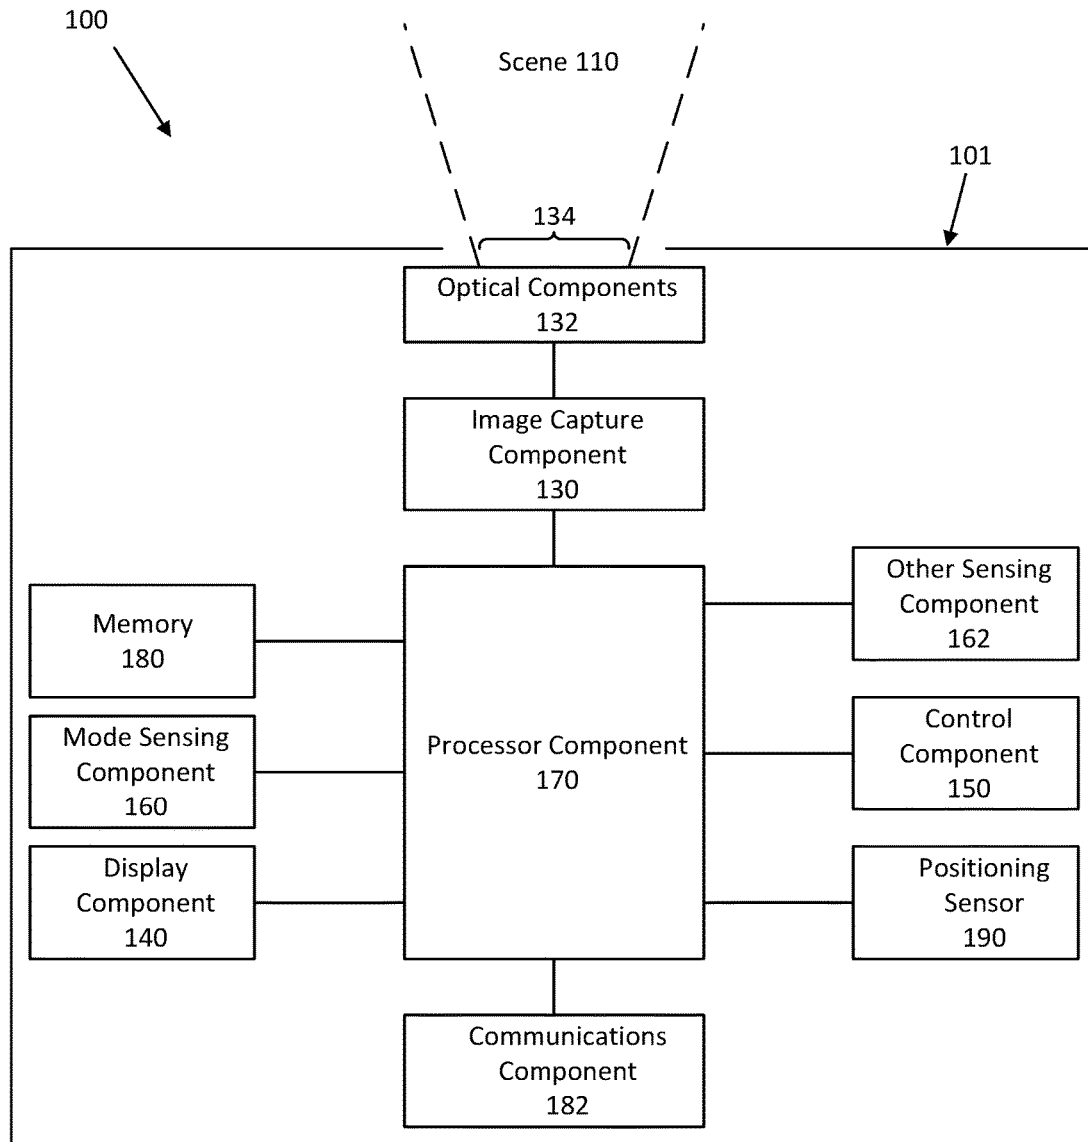 100
Scene 110
101
134
Optical Components
132
Image Capture
Component
130
Other Sensing
Component
162
Memory
180
Mode Sensing
Component
160
Processor Component
170
Control
Component
150
Display
Component
140
Positioning
Sensor
190
Communications
Component
182